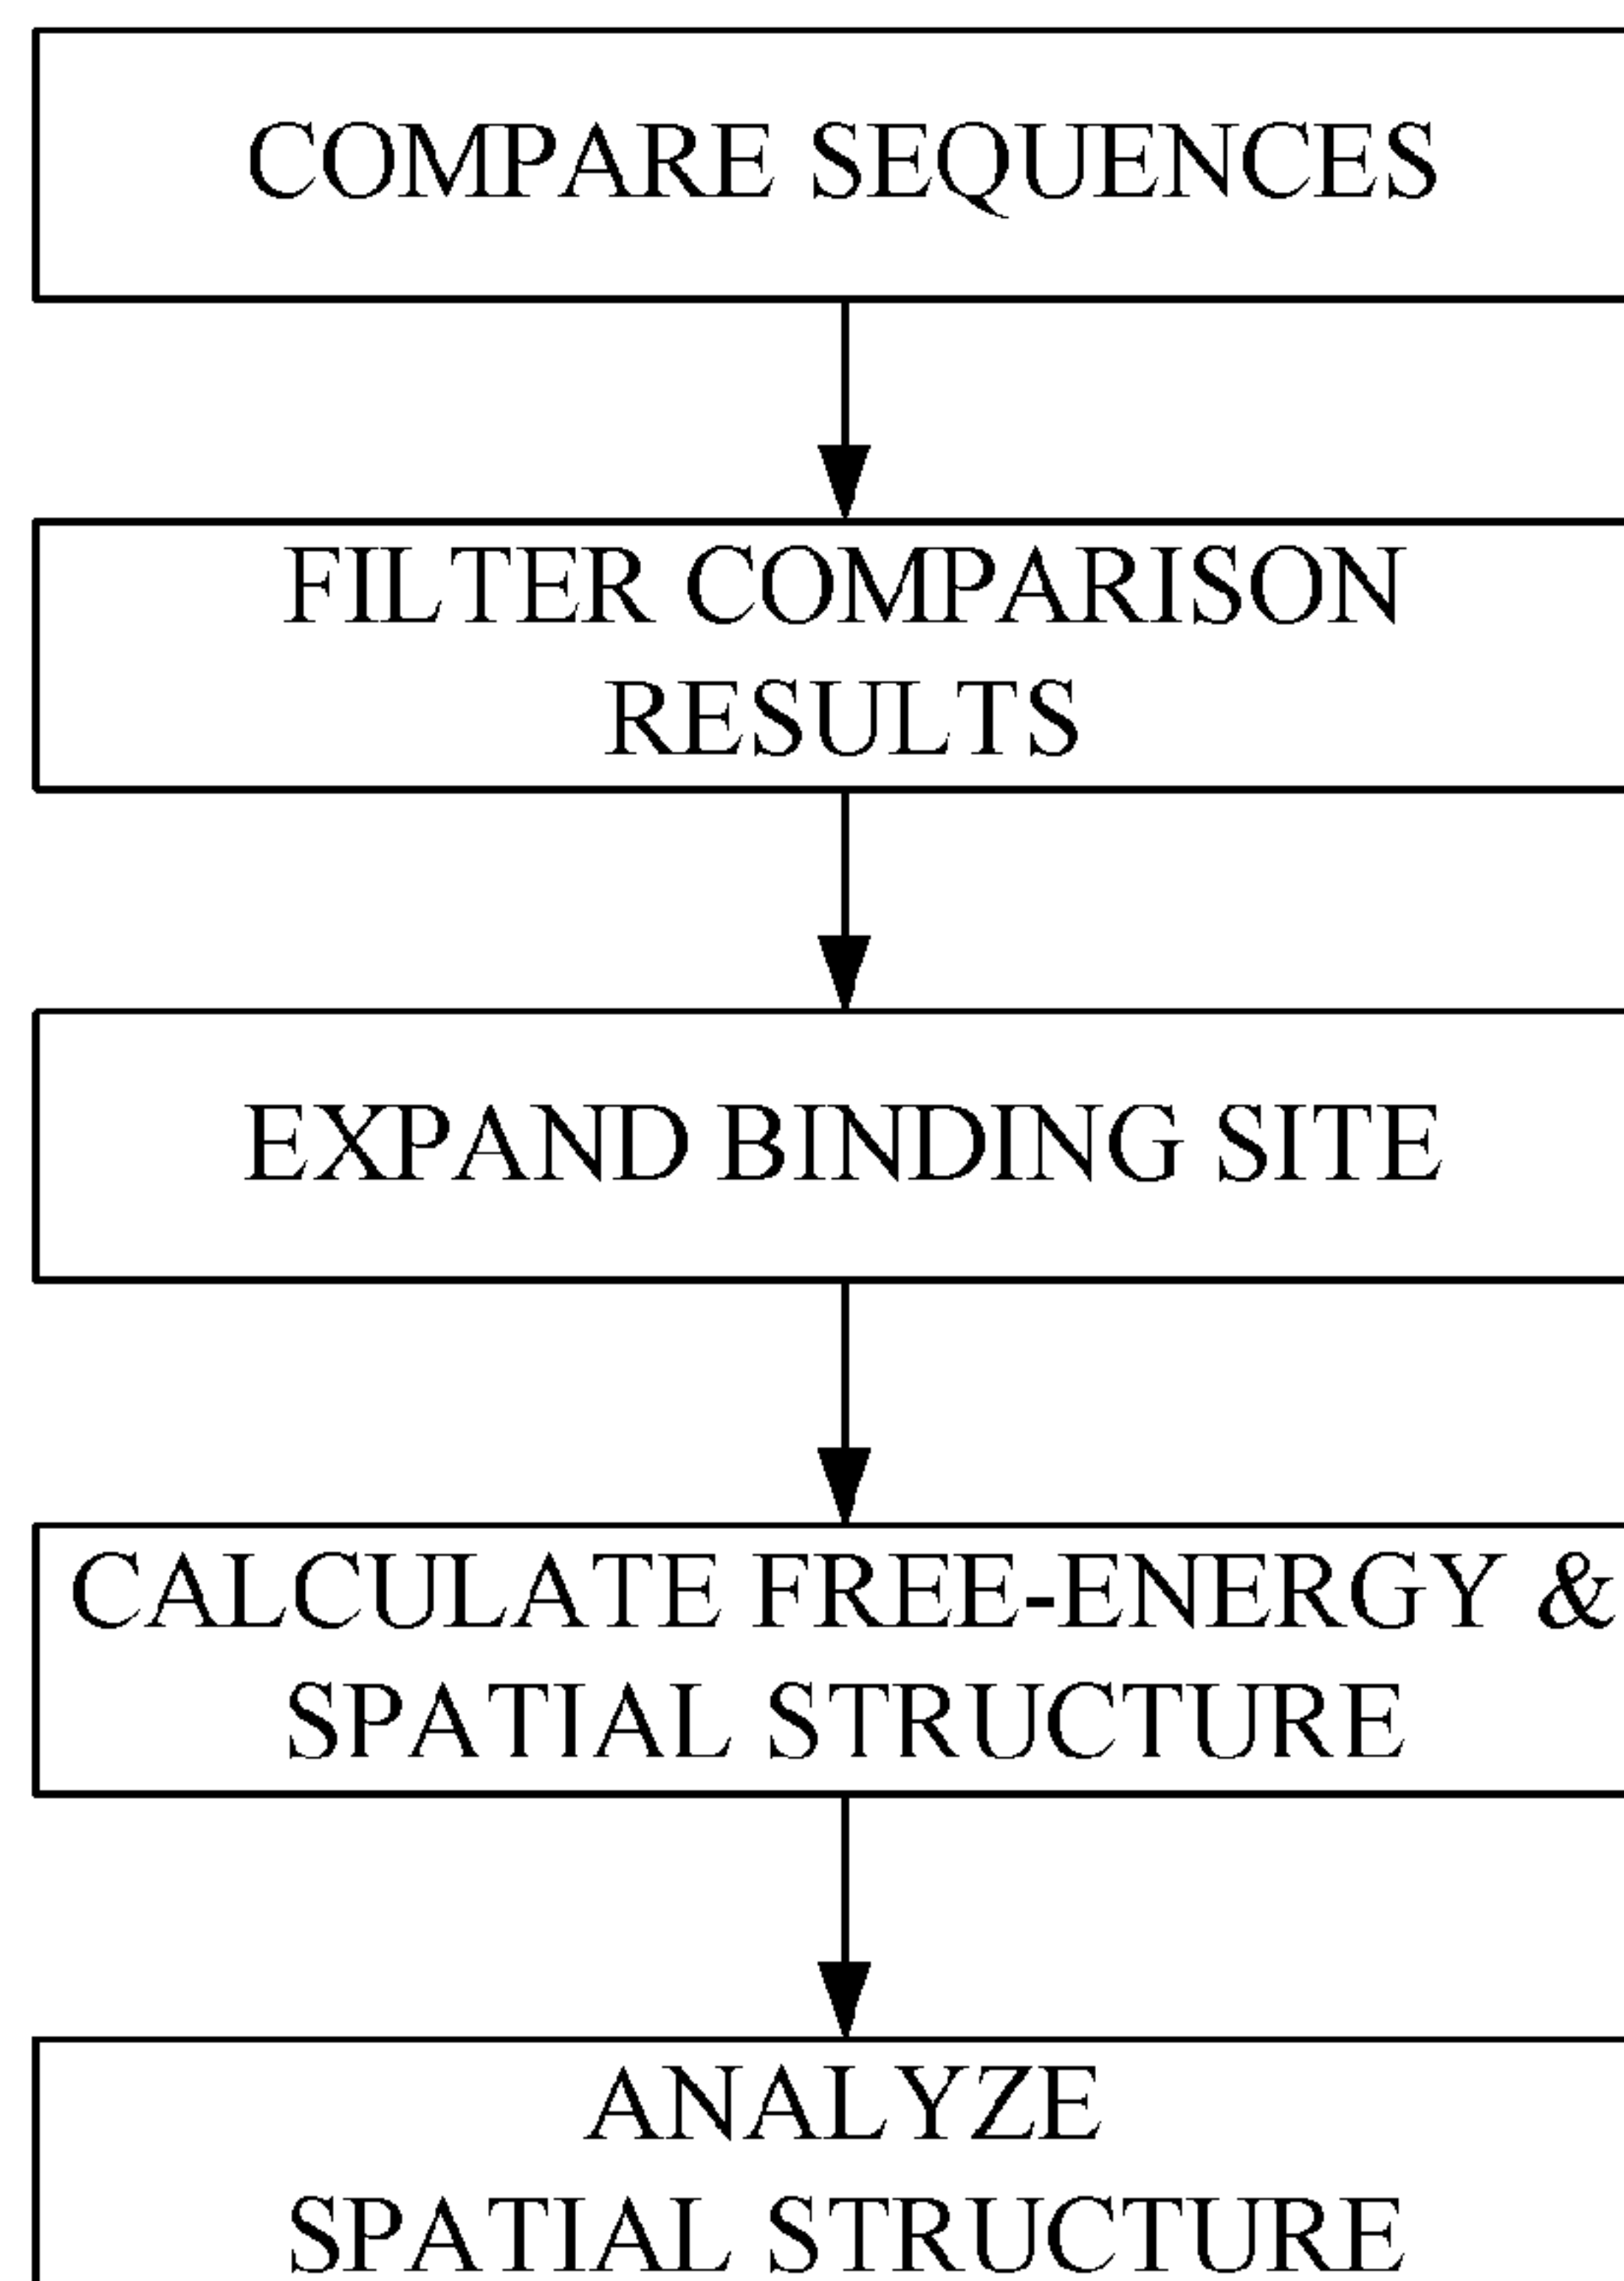 COMPARE SEQUENCES
FILTER COMPARISON
RESULTS
EXPAND BINDING SITE
CALCULATE FREE-ENERGY &
SPATIAL STRUCTURE
ANALYZE
SPATIAL STRUCTURE